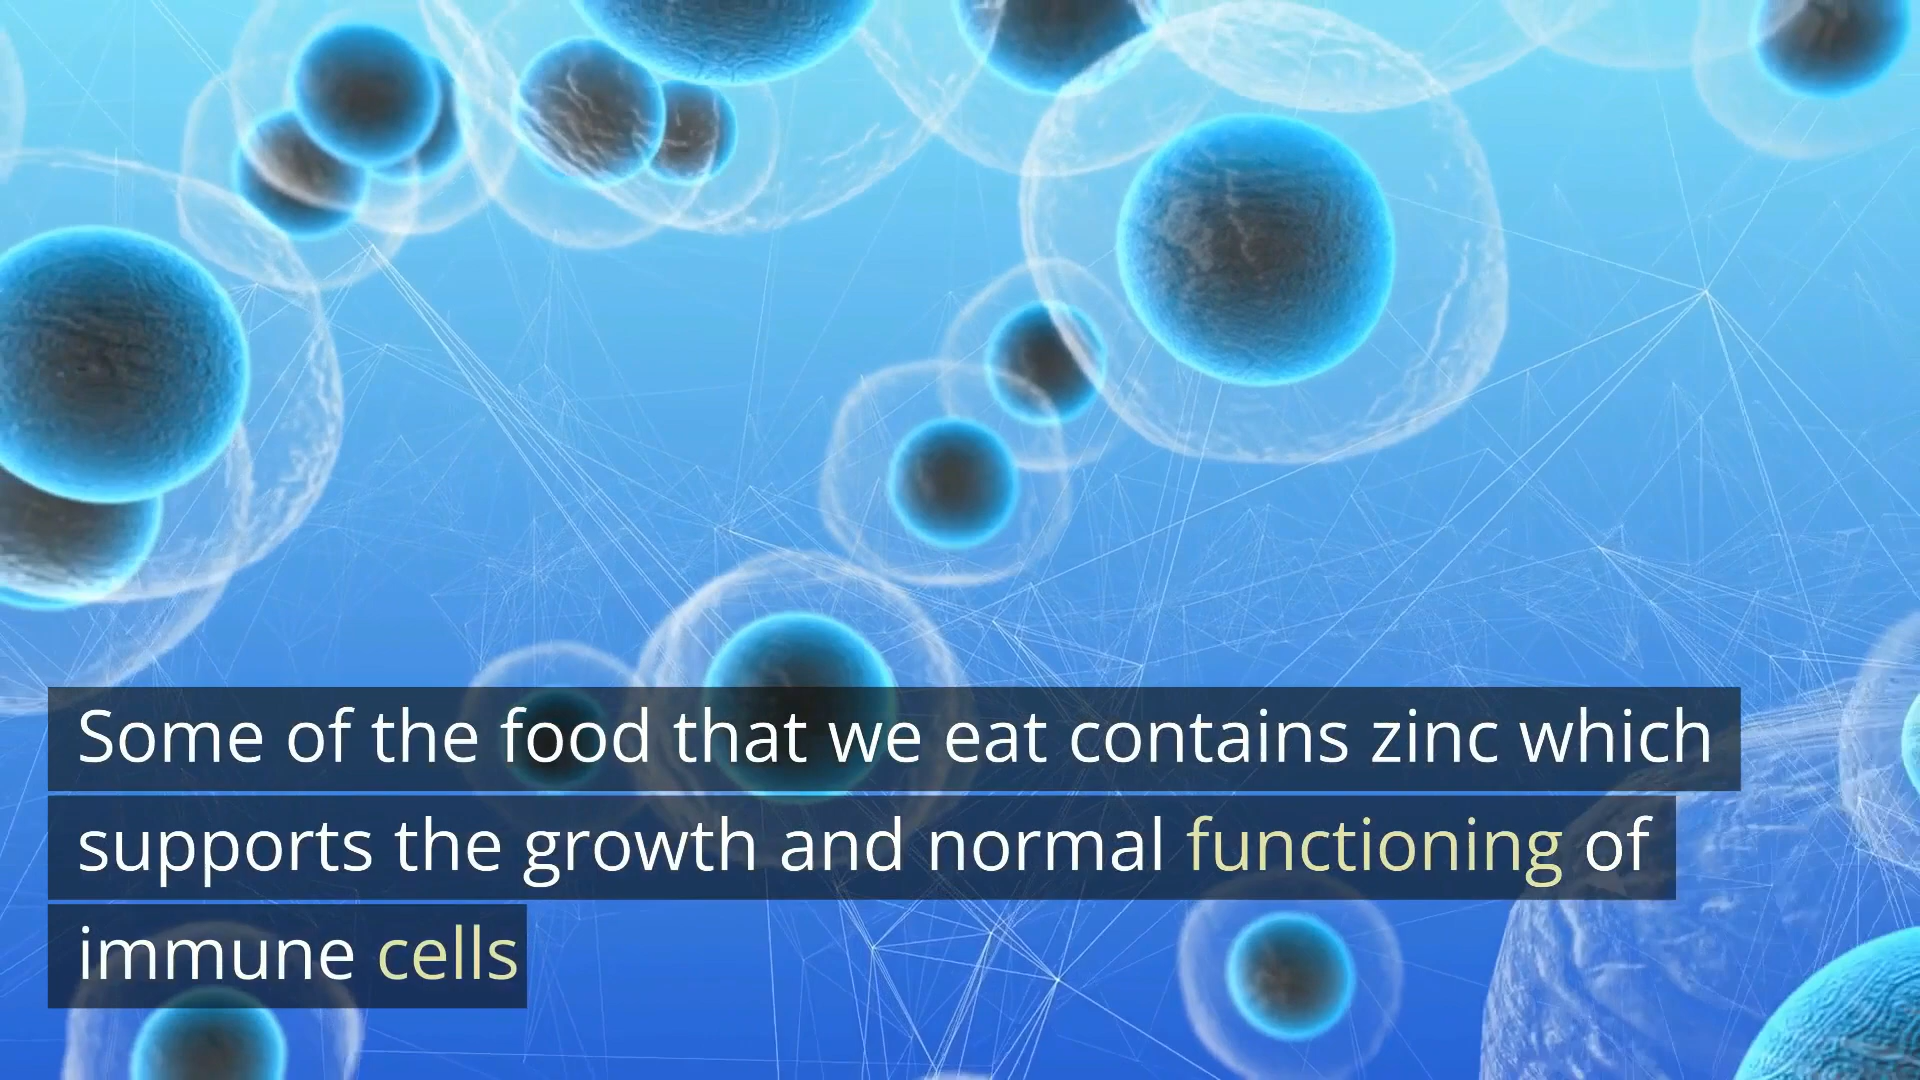 Some of the food that we eat contains zinc which
supports the growth and normal functioning of
immune cells